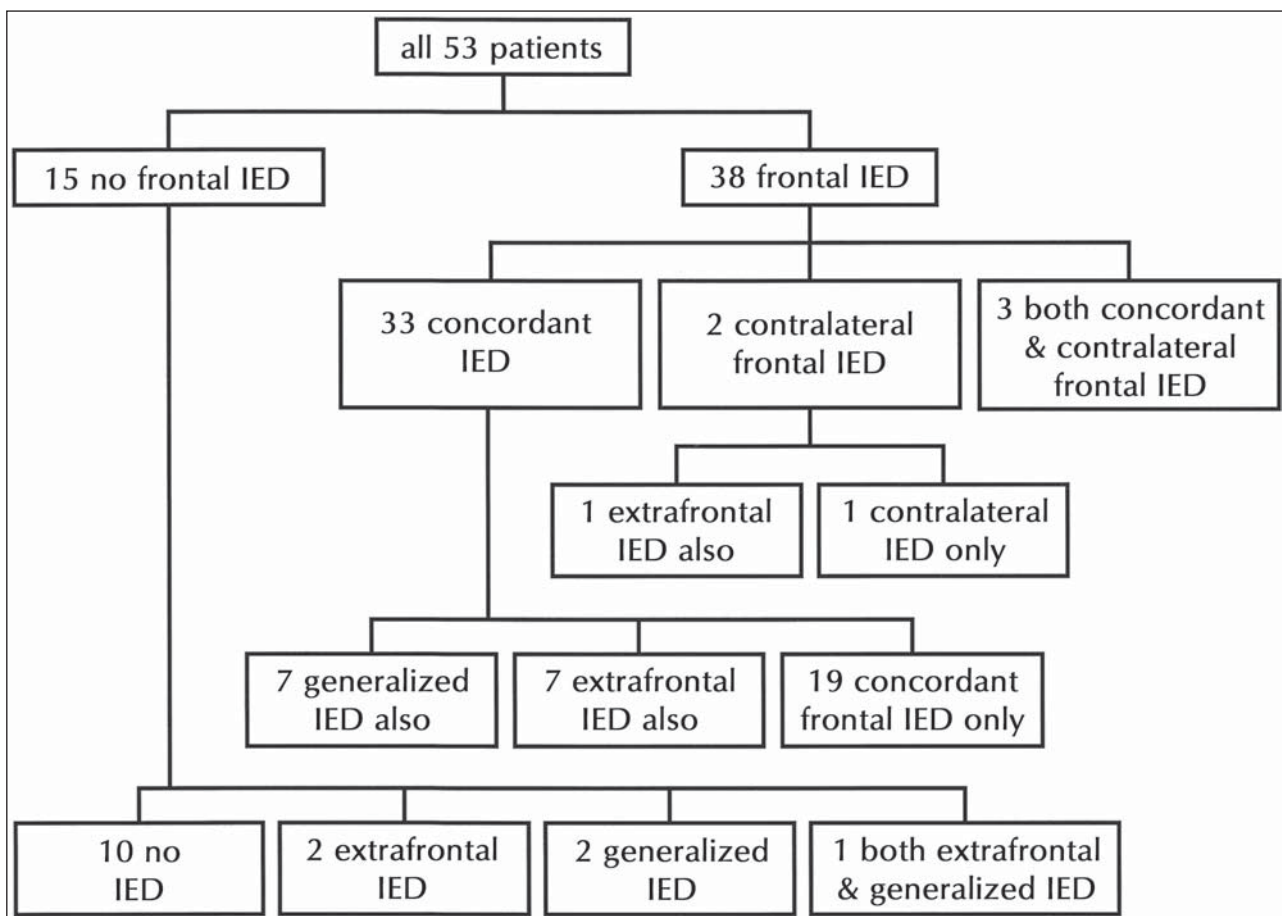 all 53 patients
15 no frontal IED
38 frontal IED
33 concordant
IED
2 contralateral
frontal IED
3 both concordant
& contralateral
frontal IED
1 extrafrontal
IED also
1 contralateral
IED only
7 generalized
IED also
7 extrafrontal
IED also
19 concordant
frontal IED only
10 no
IED
2 extrafrontal
IED
2 generalized
IED
1 both extrafrontal
& generalized IED